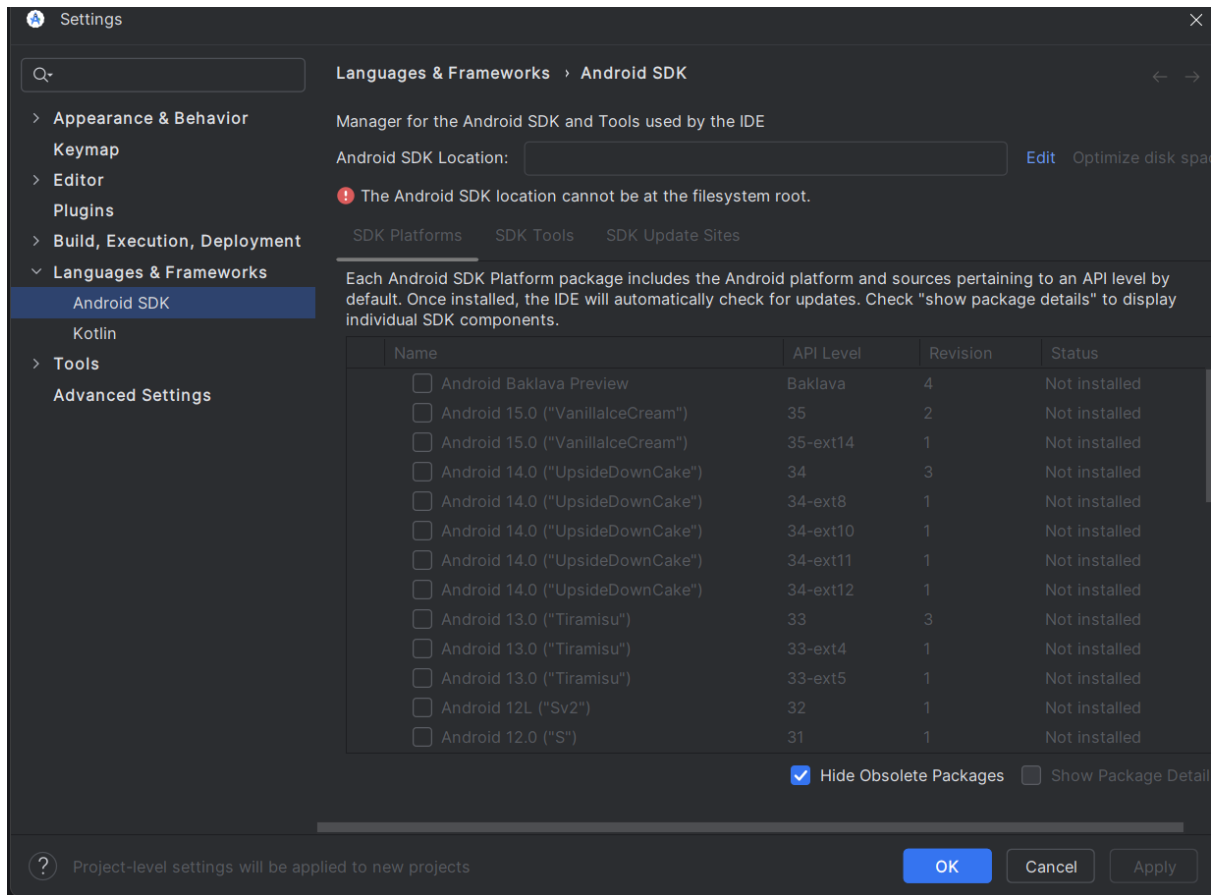 Settings
Languages & Frameworks › Android SDK
Appearance & Behavior
Keymap
Editor
Plugins
Build, Execution, Deployment
Languages & Frameworks
Android SDK
Kotlin
Tools
Advanced Settings
Manager for the Android SDK and Tools used by the IDE
Android SDK Location: Edit Optimize disk spac
The Android SDK location cannot be at the filesystem root.
SDK Platforms SDK Tools SDK Update Sites
Each Android SDK Platform package includes the Android platform and sources pertaining to an API level by
default. Once installed, the IDE will automatically check for updates. Check "show package details" to display
individual SDK components.
Name API Level Revision Status
Android Baklava Preview Baklava 4 Not installed
Android 15.0 ("VanillaIceCream") 35 2 Not installed
Android 15.0 ("VanillaIceCream") 35-ext14 1 Not installed
Android 14.0 ("UpsideDownCake") 34 3 Not installed
Android 14.0 ("UpsideDownCake") 34-ext8 1 Not installed
Android 14.0 ("UpsideDownCake") 34-ext10 1 Not installed
Android 14.0 ("UpsideDownCake") 34-ext11 1 Not installed
Android 14.0 ("UpsideDownCake") 34-ext12 1 Not installed
Android 13.0 ("Tiramisu") 33 3 Not installed
Android 13.0 ("Tiramisu") 33-ext4 1 Not installed
Android 13.0 ("Tiramisu") 33-ext5 1 Not installed
Android 12L ("Sv2") 32 1 Not installed
Android 12.0 ("S") 31 1 Not installed
Hide Obsolete Packages Show Package Detail
? Project-level settings will be applied to new projects
OK Cancel Apply